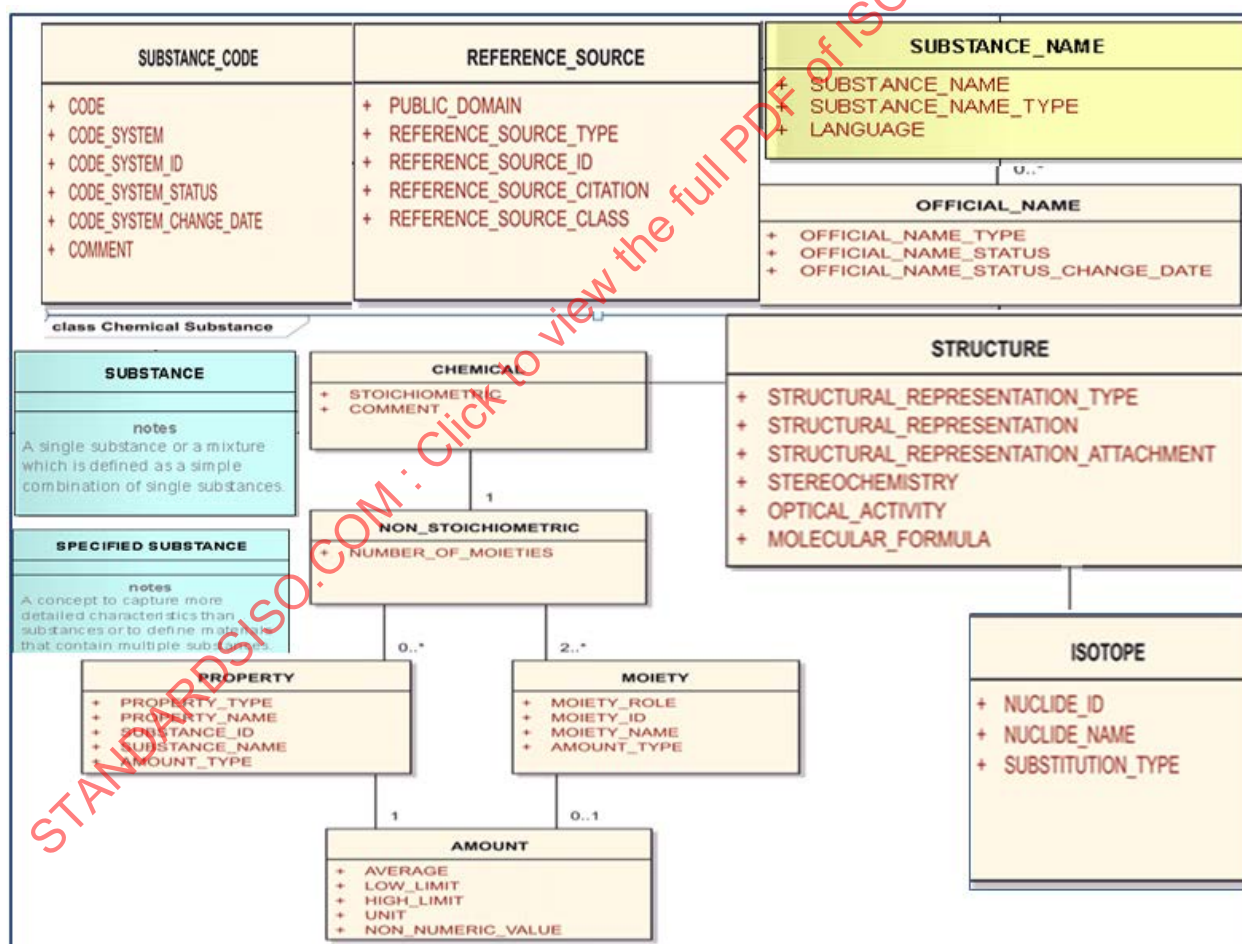 SUBSTANCE_CODE
+ CODE
+ CODE_SYSTEM
+ CODE_SYSTEM_ID
+ CODE_SYSTEM_STATUS
+ CODE_SYSTEM_CHANGE_DATE
+ COMMENT
REFERENCE_SOURCE
+ PUBLIC_DOMAIN
+ REFERENCE_SOURCE_TYPE
+ REFERENCE_SOURCE_ID
+ REFERENCE_SOURCE_CITATION
+ REFERENCE_SOURCE_CLASS
SUBSTANCE_NAME
+ SUBSTANCE_NAME
+ SUBSTANCE_NAME_TYPE
+ LANGUAGE
0..*
OFFICIAL_NAME
+ OFFICIAL_NAME_TYPE
+ OFFICIAL_NAME_STATUS
+ OFFICIAL_NAME_STATUS_CHANGE_DATE
class Chemical Substance
SUBSTANCE
notes
A single substance or a mixture
which is defined as a simple
combination of single substances.
SPECIFIED SUBSTANCE
notes
A concept to capture more
detailed characteristics than
substances or to define materials
that contain multiple substances.
CHEMICAL
+ STOICHIOMETRIC
+ COMMENT
1
NON_STOICHIOMETRIC
+ NUMBER_OF_MOIETIES
0..*
2..*
STRUCTURE
+ STRUCTURAL_REPRESENTATION_TYPE
+ STRUCTURAL_REPRESENTATION
+ STRUCTURAL_REPRESENTATION_ATTACHMENT
+ STEREOCHEMISTRY
+ OPTICAL_ACTIVITY
+ MOLECULAR_FORMULA
PROPERTY
+ PROPERTY_TYPE
+ PROPERTY_NAME
+ SUBSTANCE_ID
+ SUBSTANCE_NAME
+ AMOUNT_TYPE
MOIETY
+ MOIETY_ROLE
+ MOIETY_ID
+ MOIETY_NAME
+ AMOUNT_TYPE
ISOTOPE
+ NUCLIDE_ID
+ NUCLIDE_NAME
+ SUBSTITUTION_TYPE
1
0..1
AMOUNT
+ AVERAGE
+ LOW_LIMIT
+ HIGH_LIMIT
+ UNIT
+ NON_NUMERIC_VALUE
STANDARDSISO.COM : Click to view the full PDF of ISO